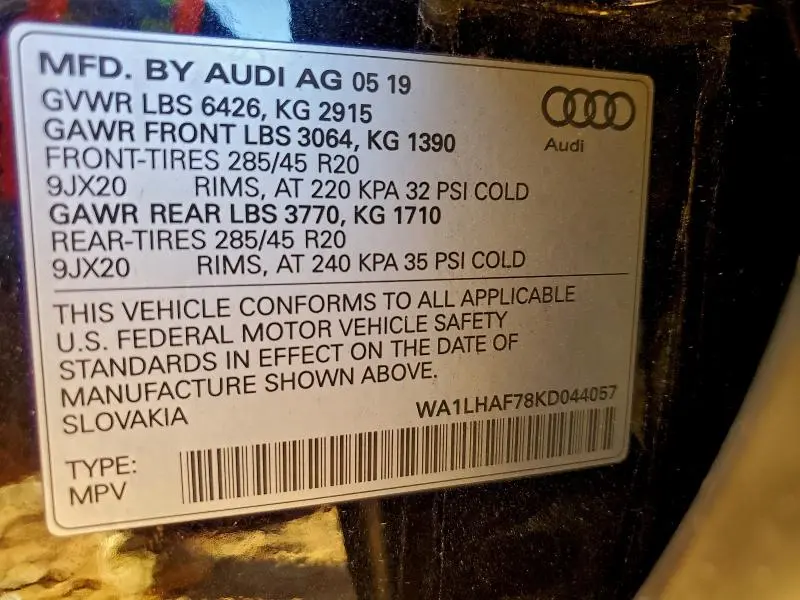 MFD. BY AUDI AG 05 19
GVWR LBS 6426, KG 2915
GAWR FRONT LBS 3064, KG 1390
FRONT-TIRES 285/45 R20
9JX20 RIMS, AT 220 KPA 32 PSI COLD
GAWR REAR LBS 3770, KG 1710
REAR-TIRES 285/45 R20
9JX20 RIMS, AT 240 KPA 35 PSI COLD
Audi
THIS VEHICLE CONFORMS TO ALL APPLICABLE
U.S. FEDERAL MOTOR VEHICLE SAFETY
STANDARDS IN EFFECT ON THE DATE OF
MANUFACTURE SHOWN ABOVE.
SLOVAKIA
WA1LHAF78KD044057
TYPE:
MPV